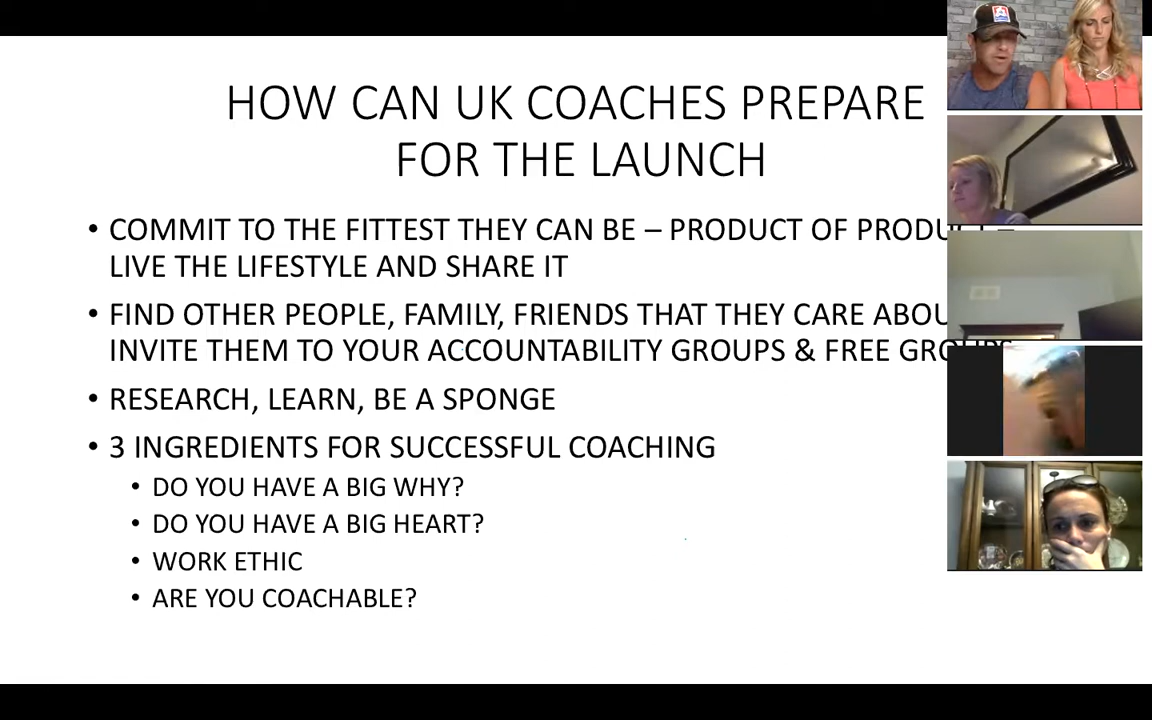 HOW CAN UK COACHES PREPARE
FOR THE LAUNCH
• COMMIT TO THE FITTEST THEY CAN BE – PRODUCT OF PRODUCT –
LIVE THE LIFESTYLE AND SHARE IT
• FIND OTHER PEOPLE, FAMILY, FRIENDS THAT THEY CARE
INVITE THEM TO YOUR ACCOUNTABILITY GROUPS & FREE GROUPS
• RESEARCH, LEARN, BE A SPONGE
• 3 INGREDIENTS FOR SUCCESSFUL COACHING
• DO YOU HAVE A BIG WHY?
• DO YOU HAVE A BIG HEART?
• WORK ETHIC
• ARE YOU COACHABLE?